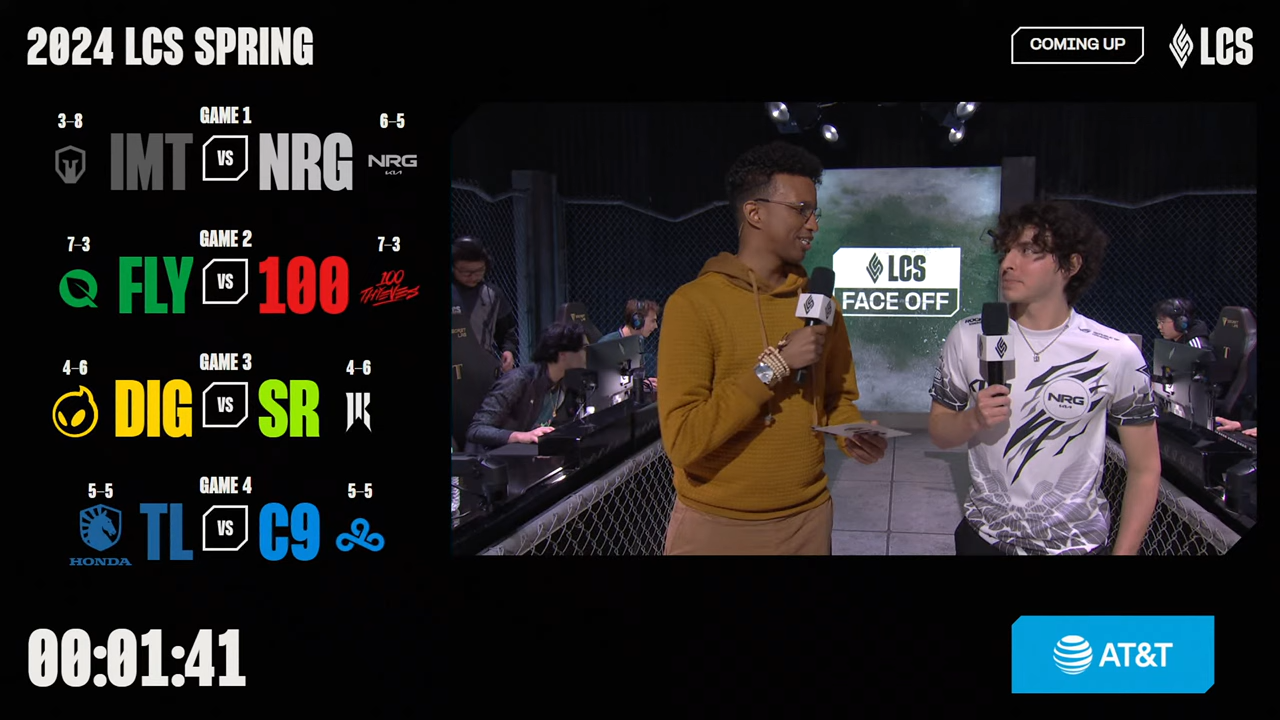 2024 LCS SPRING
COMING UP
LCS
GAME 1
3-8
IMT
VS
NRG
6-5
NRG
KIA
GAME 2
7-3
FLY
VS
100
7-3
100
THIEVES
GAME 3
4-6
DIG
VS
SR
4-6
GAME 4
5-5
TL
VS
C9
5-5
HONDA
LCS
FACE OFF
NRG
KIA
00:01:41
AT&T